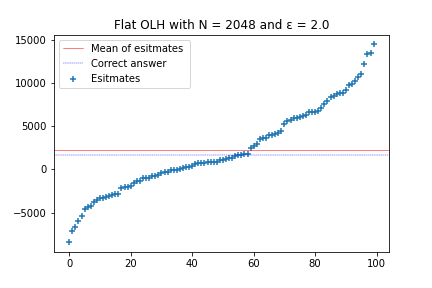 Flat OLH with N = 2048 and ε = 2.0
Mean of esitmates
Correct answer
Esitmates
15000
10000
5000
0
−5000
0 20 40 60 80 100